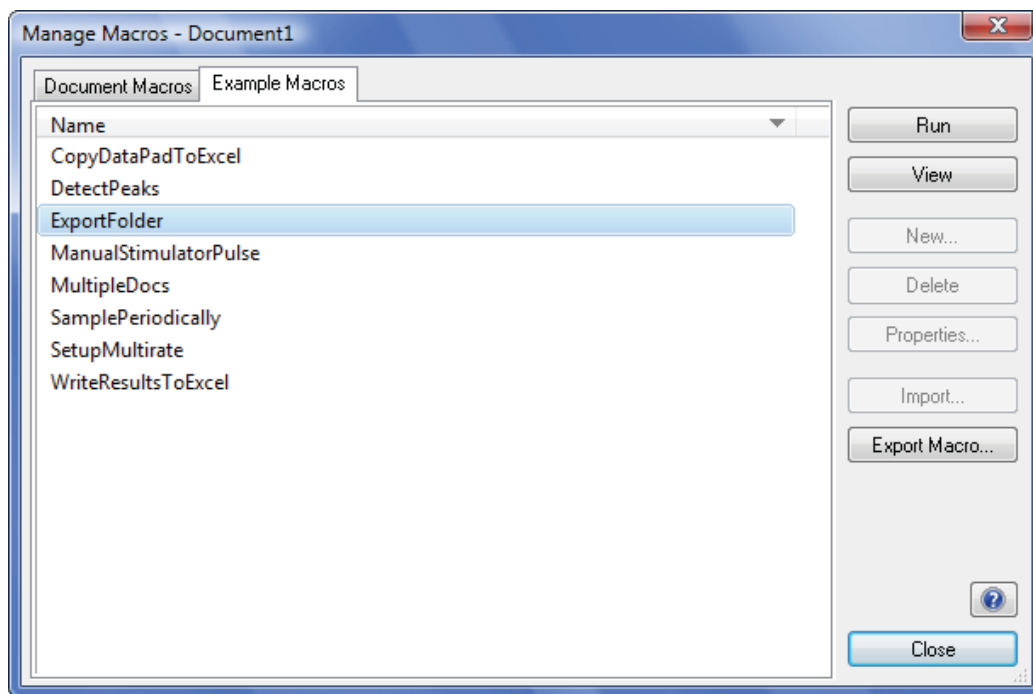 Manage Macros - Document1
Document Macros
Example Macros
Name
CopyDataPadToExcel
DetectPeaks
ExportFolder
ManualStimulatorPulse
MultipleDocs
SamplePeriodically
SetupMultirate
WriteResultsToExcel
Run
View
New...
Delete
Properties...
Import...
Export Macro...
?
Close